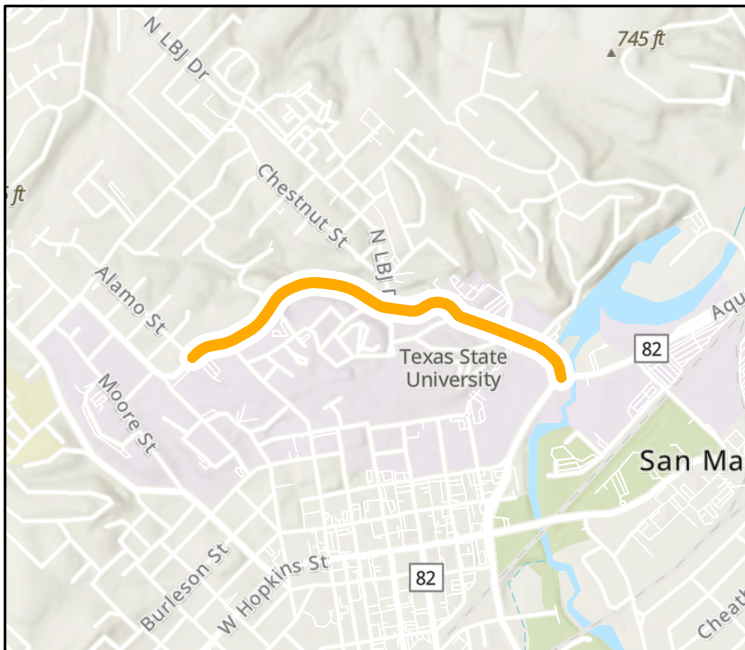 745 ft
N LBJ Dr
ft
Chestnut St
N LBJ
Alamo St
Aqu
82
Texas State
University
Moore St
San Ma
Burleson St
W Hopkins St
82
Cheath